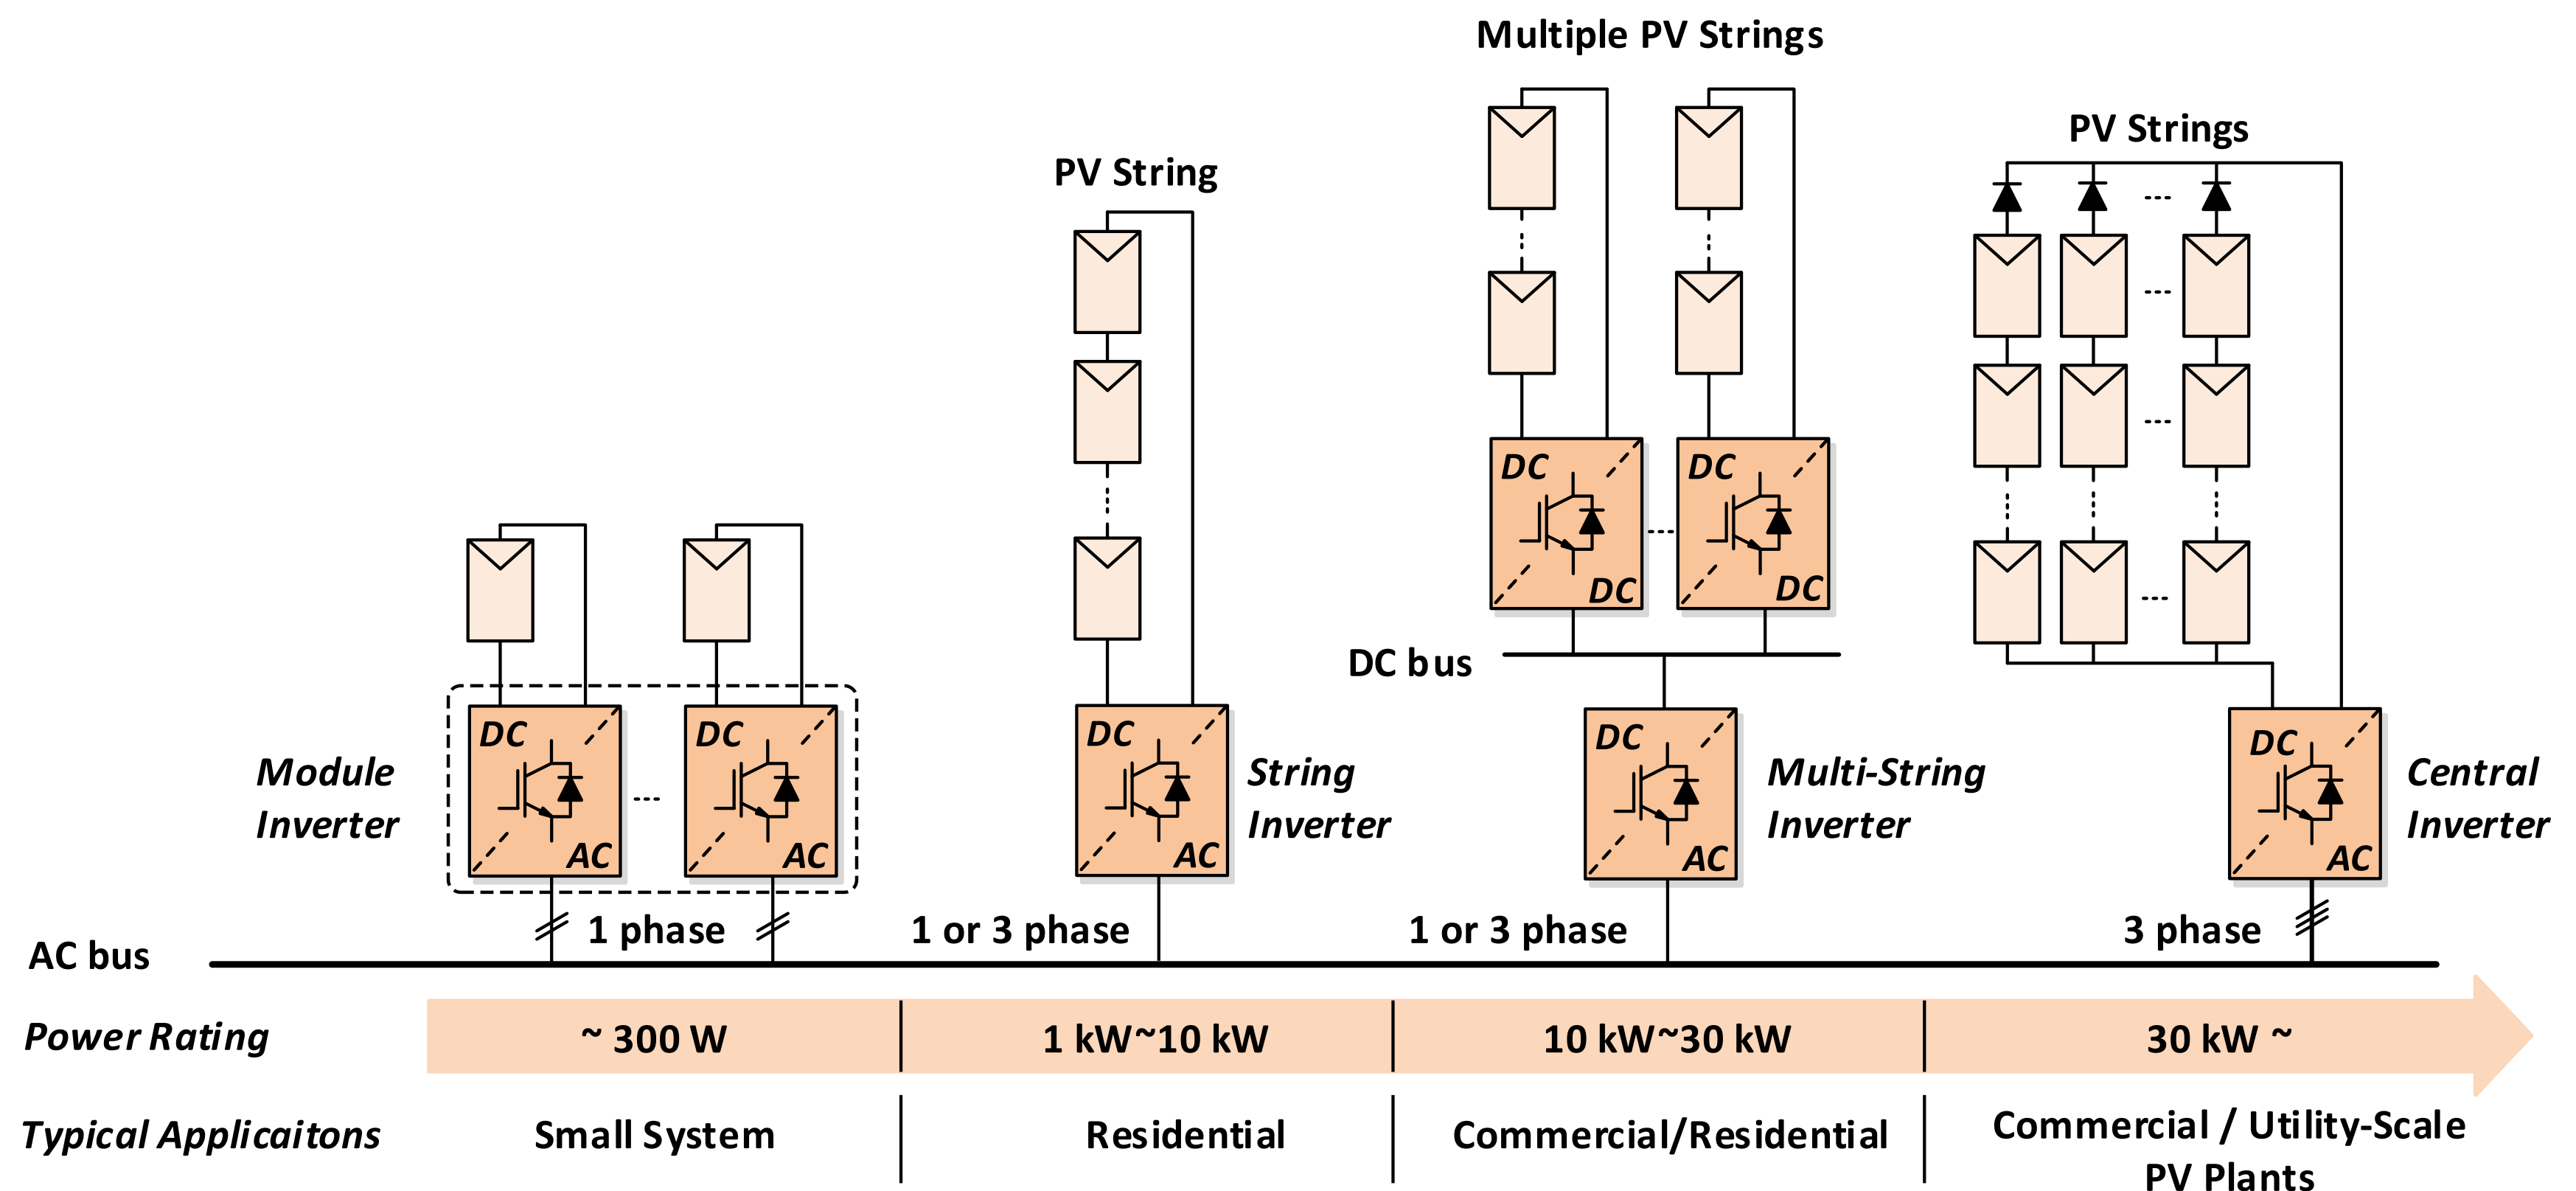 Multiple PV Strings
PV Strings
PV String
DC
DC
DC
DC
DC bus
Module
Inverter
DC
AC
DC
AC
DC
AC
String
Inverter
DC
AC
Multi-String
Inverter
DC
AC
Central
Inverter
1 phase
1 or 3 phase
1 or 3 phase
3 phase
AC bus
Power Rating
~ 300 W
1 kW~10 kW
10 kW~30 kW
30 kW ~
Typical Applicaitons
Small System
Residential
Commercial/Residential
Commercial / Utility-Scale
PV Plants